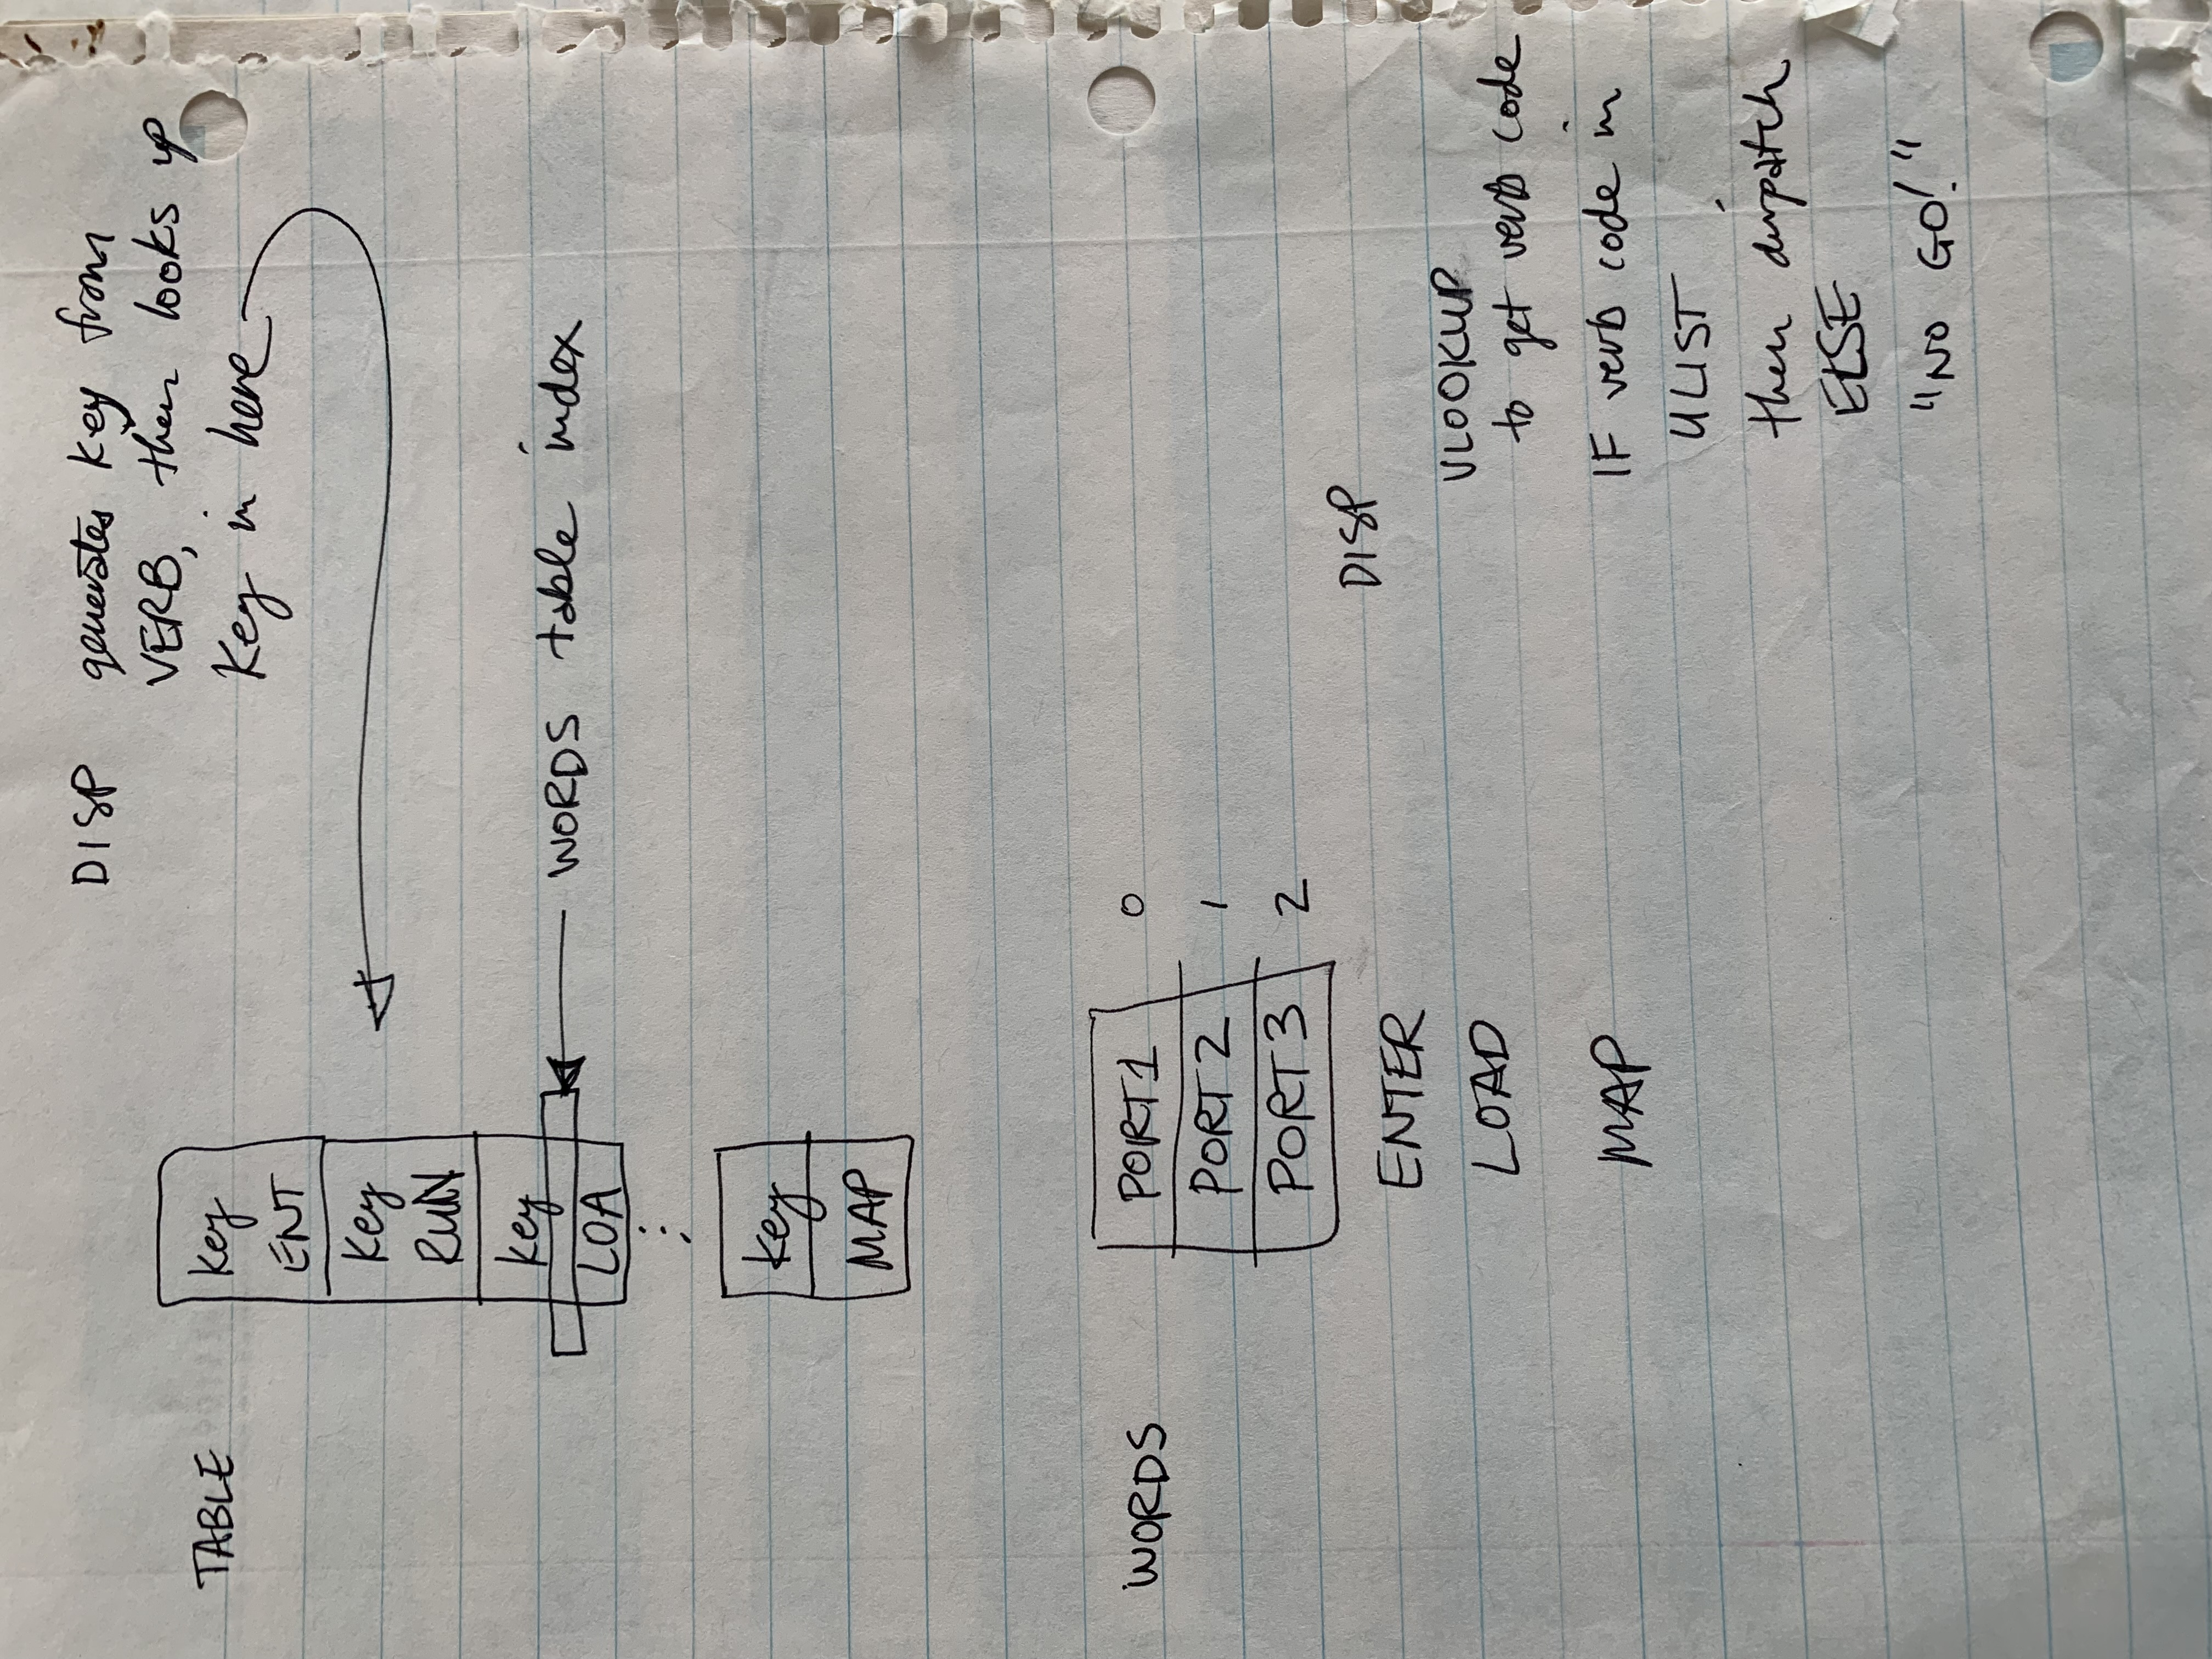 DISP generates key from
VERB, then looks up
key in here
TABLE
key
ENT
key
RUN
key
WORDS table index
LOA
key
MAP
WORDS
PORT1 0
PORT2 1
PORT3 2
ENTER
LOAD
MAP
DISP
VLOOKUP
to get verb code
IF verb code in
VLIST
then dispatch
ELSE
"NO GO!"